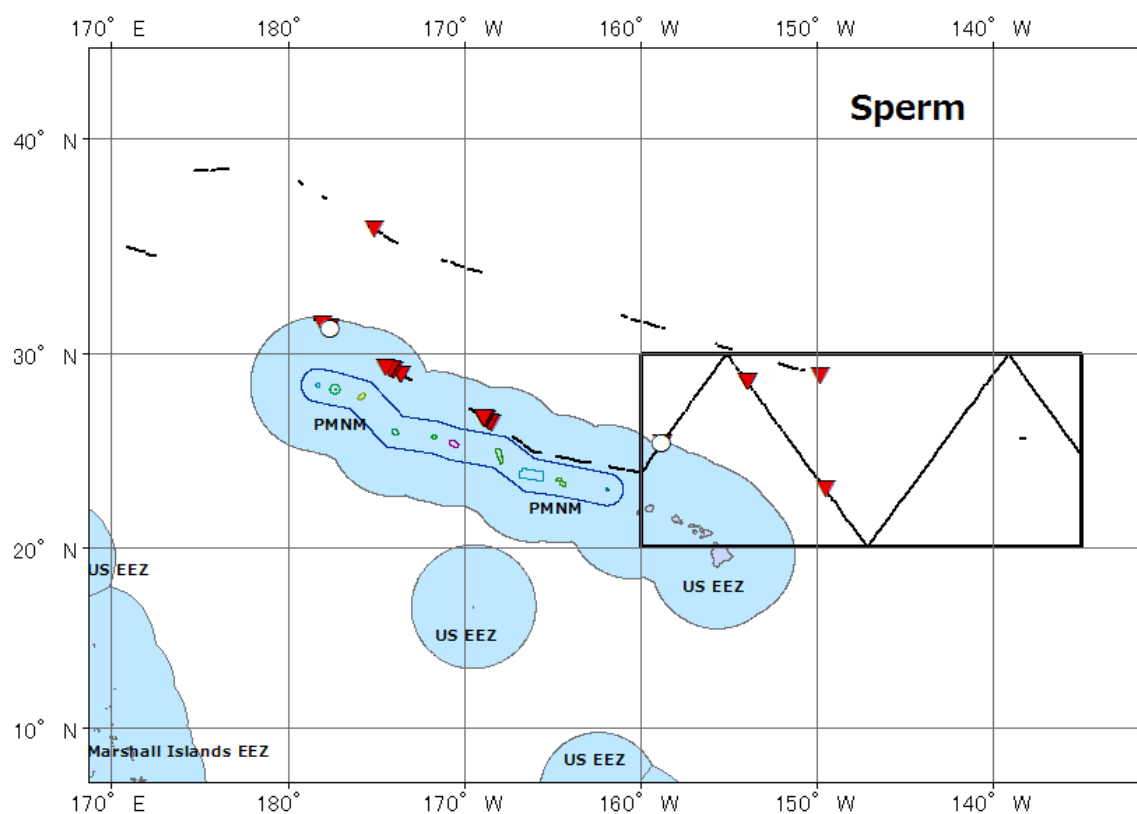 170° E 180° 170° W 160° W 150° W 140° W
Sperm
40° N
30° N
PMNM
PMNM
20° N
US EEZ
US EEZ
US EEZ
10° N
Marshall Islands EEZ
US EEZ
170° E 180° 170° W 160° W 150° W 140° W